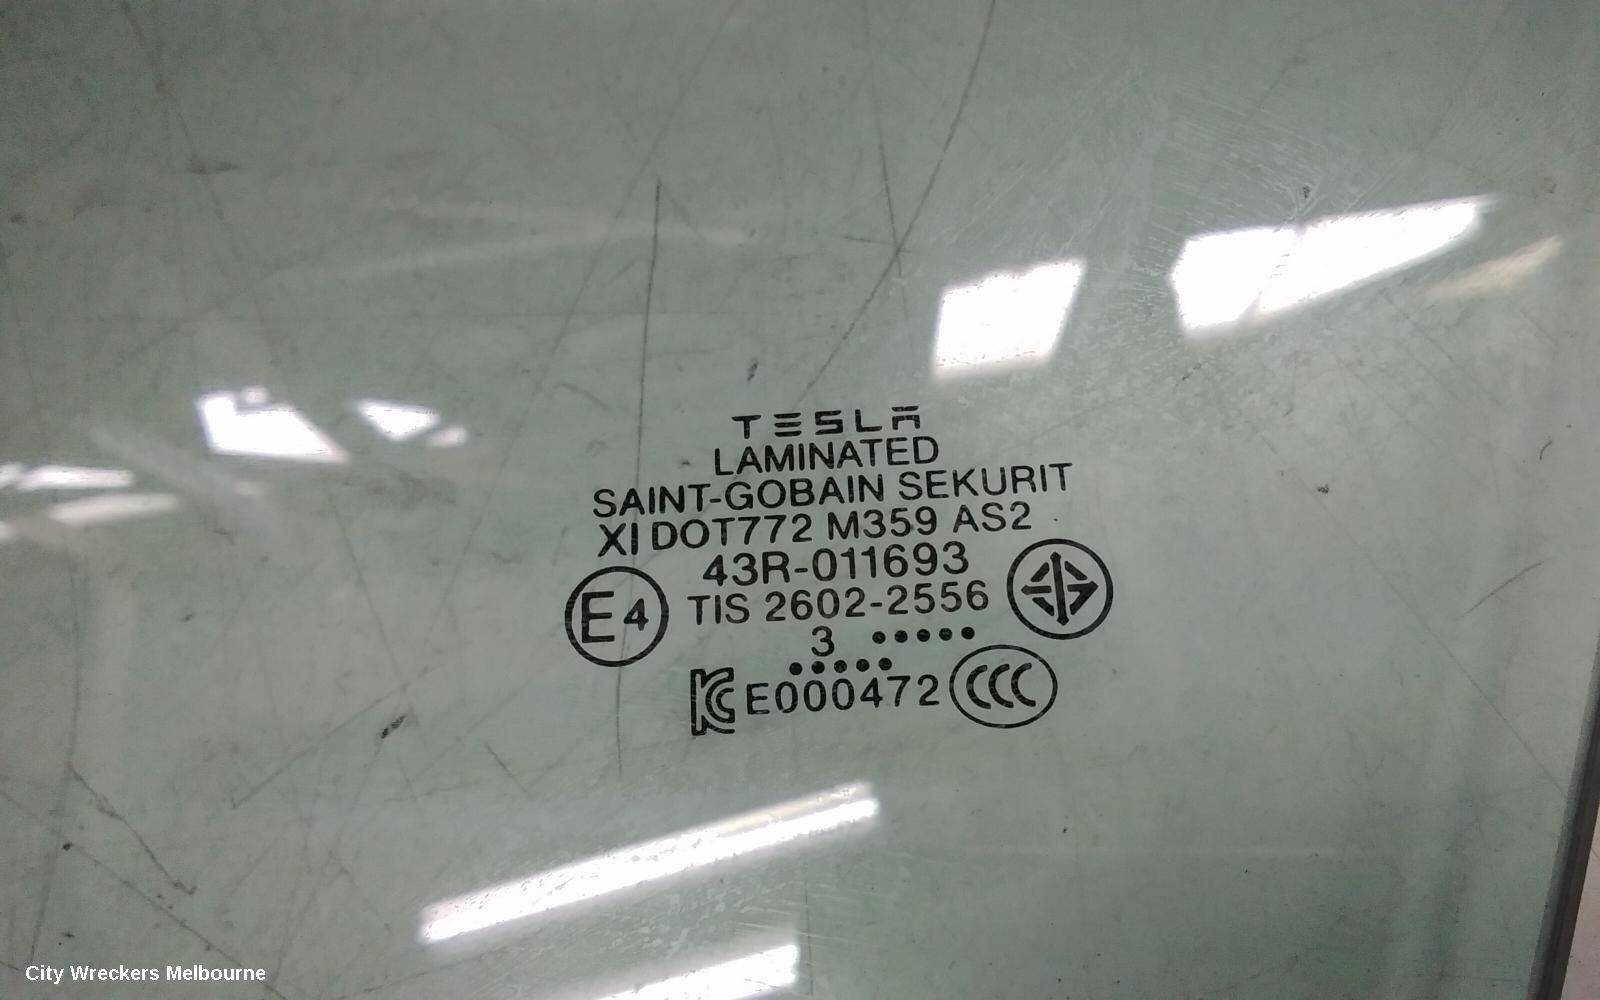 TESLA
LAMINATED
SAINT-GOBAIN SEKURIT
XI DOT772 M359 AS2
43R-011693
E4 TIS 2602-2556
3 •••••
•••••
KC E000472 CCC
City Wreckers Melbourne